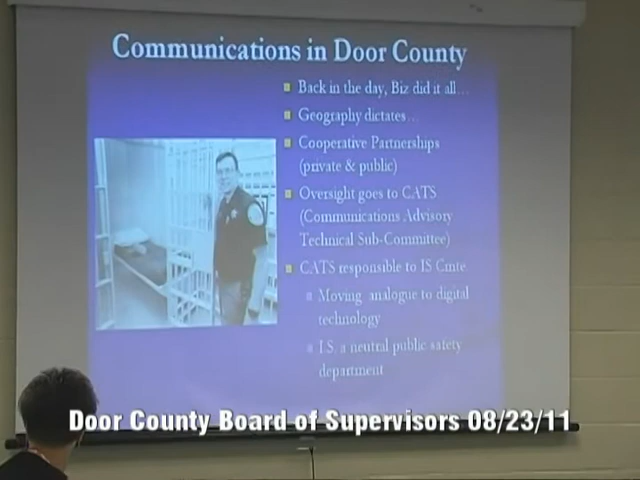 Communications in Door County
Back in the day, Biz did it all...
Geography dictates...
Cooperative Partnerships
(private & public)
Oversight goes to CATS
(Communications Advisory
Technical Sub-Committee)
CATS responsible to IS Cmte
Moving analogue to digital
technology
I.S. a neutral public safety
department
Door County Board of Supervisors 08/23/11